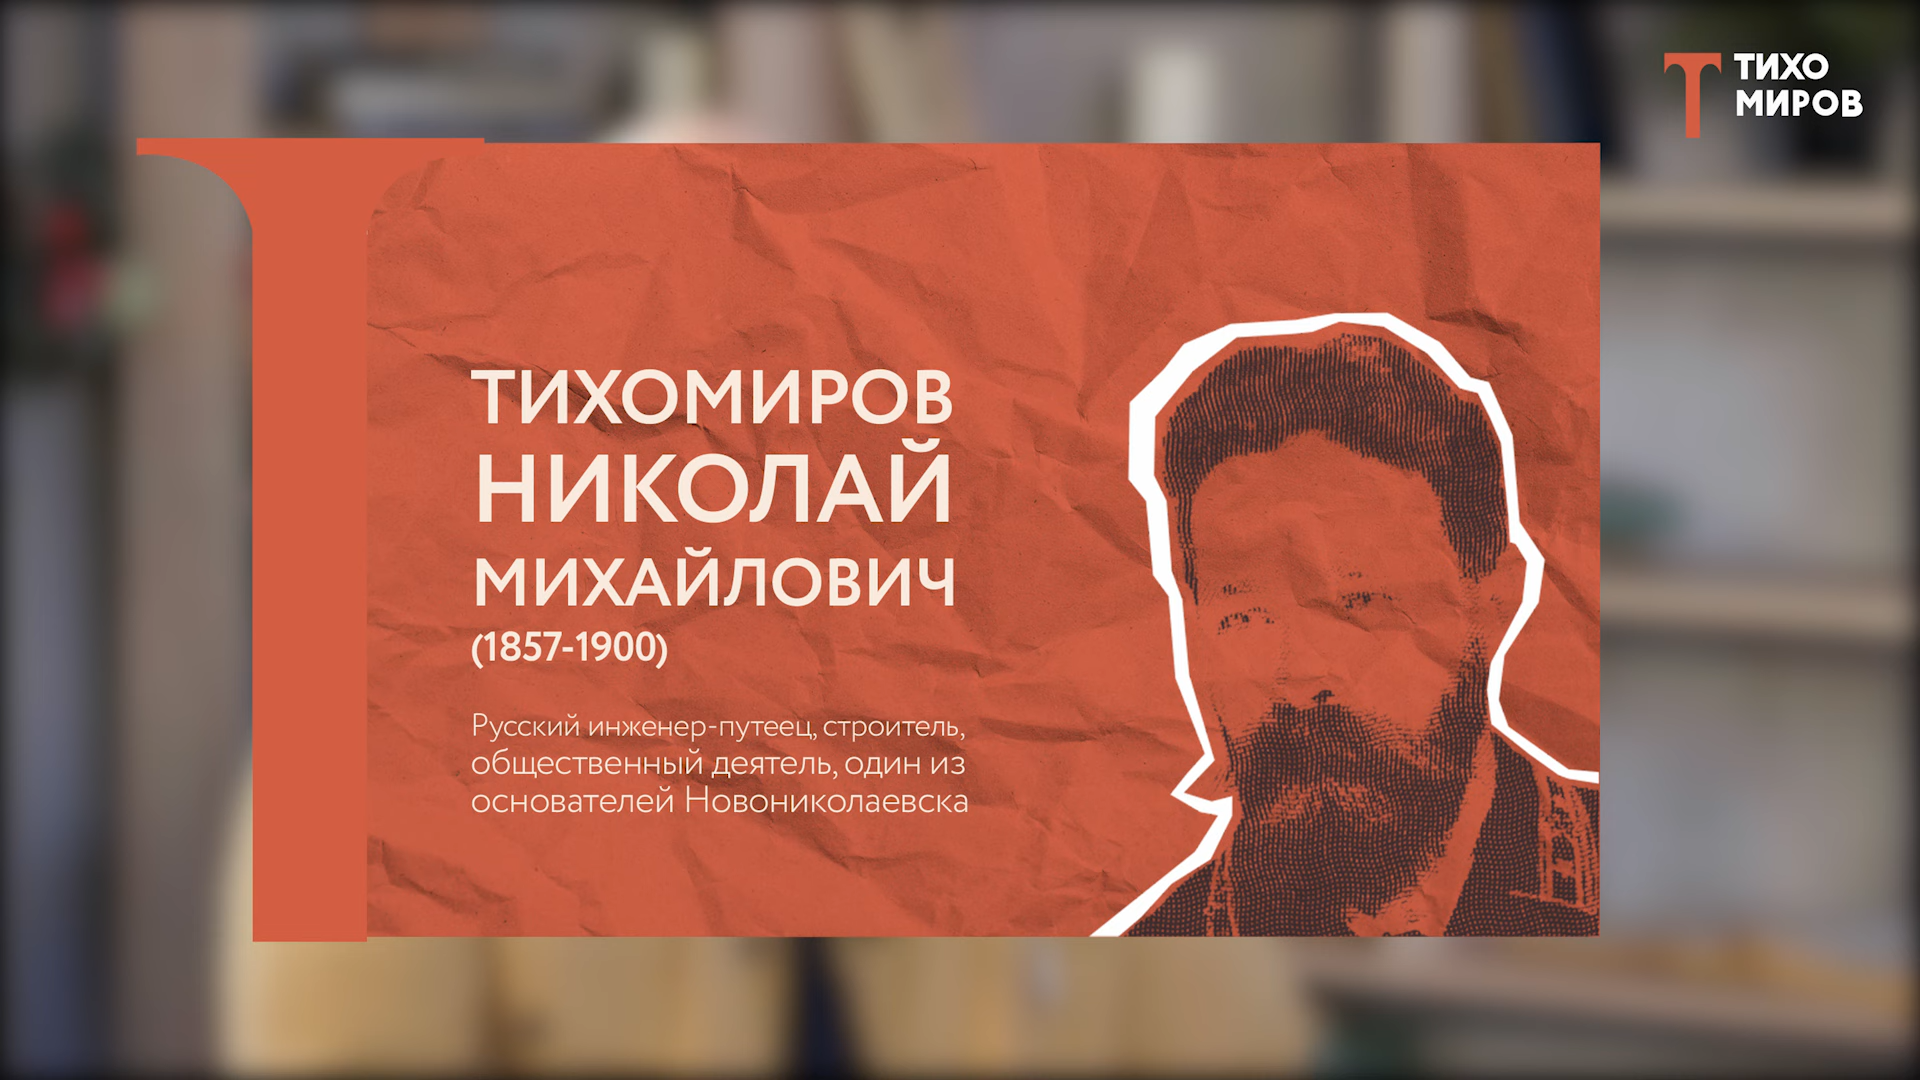 ТИХО
МИРОВ
ТИХОМИРОВ
НИКОЛАЙ
МИХАЙЛОВИЧ
(1857-1900)
Русский инженер-путеец, строитель,
общественный деятель, один из
основателей Новониколаевска